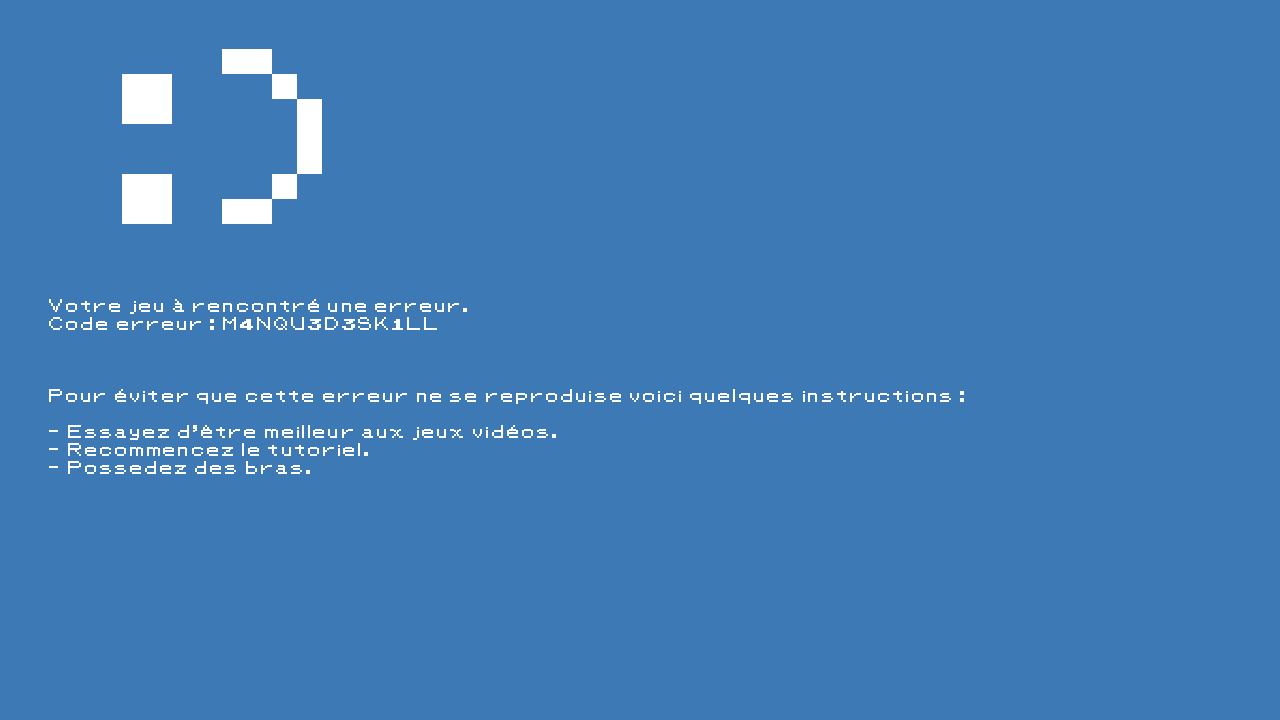 Votre jeu à rencontré une erreur.
Code erreur : M4NQU3D3SK1LL
Pour éviter que cette erreur ne se reproduise voici quelques instructions :
- Essayez d'être meilleur aux jeux vidéos.
- Recommencez le tutoriel.
- Possedez des bras.